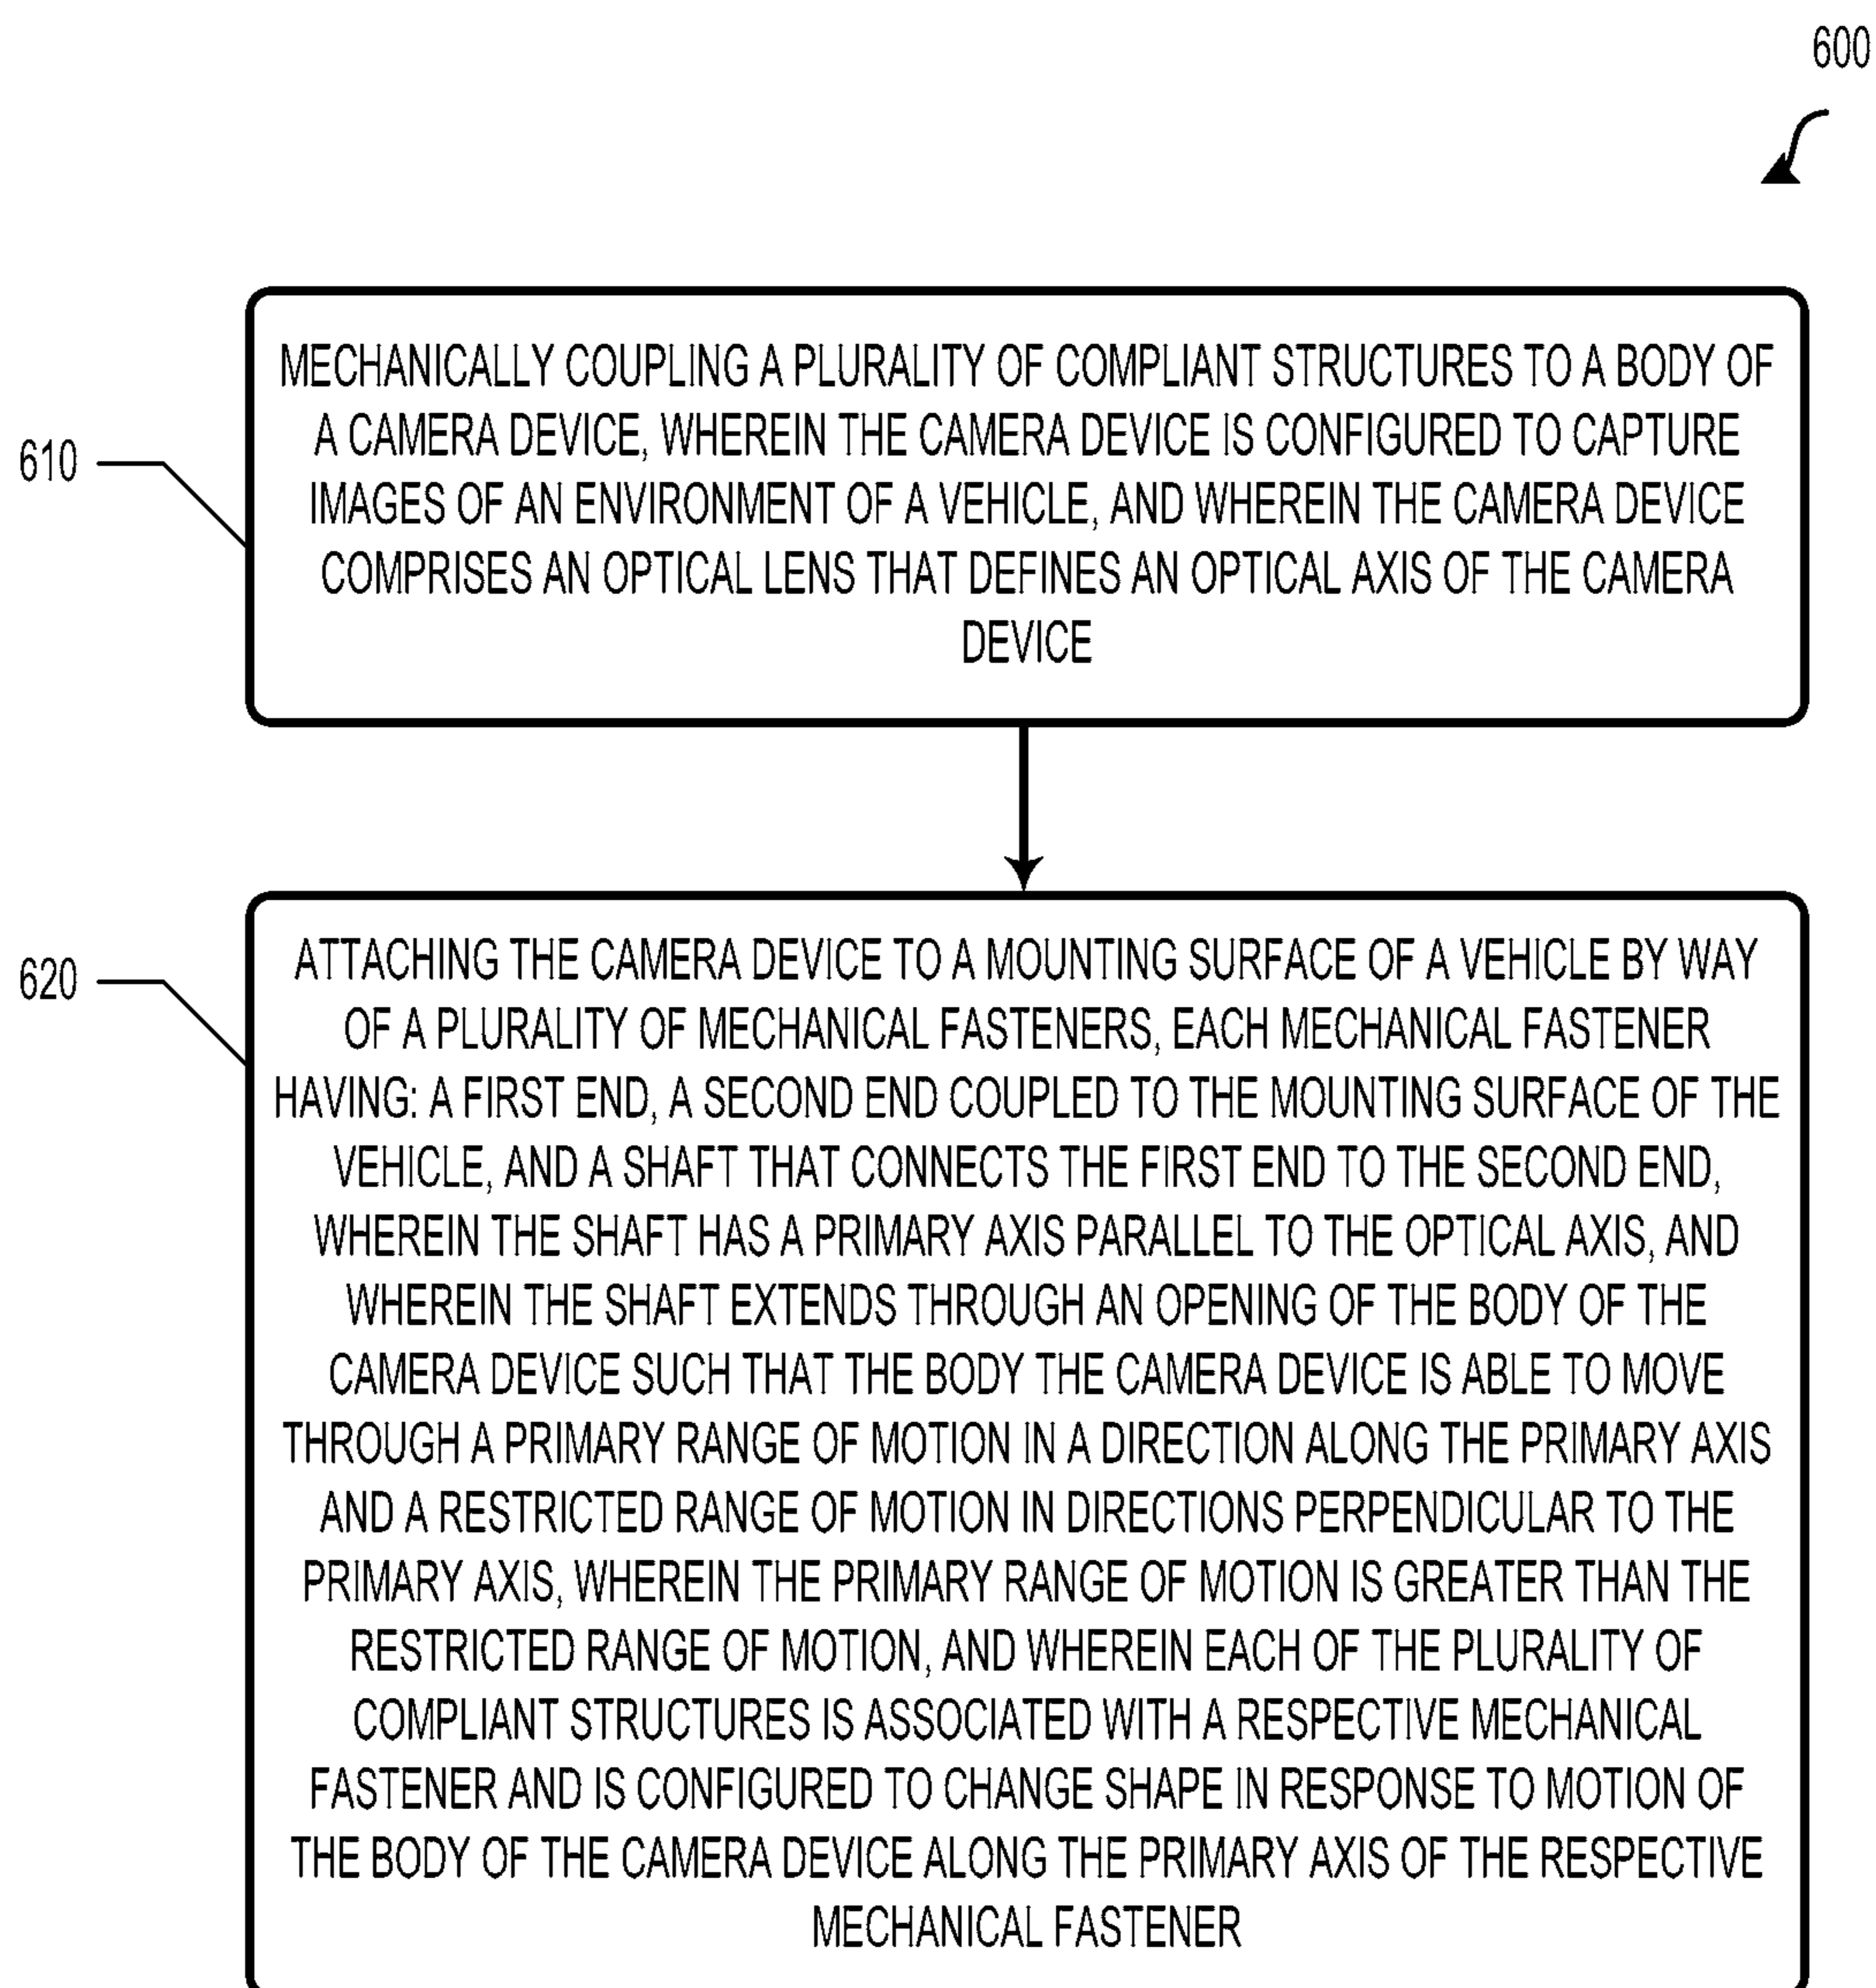 600
610
MECHANICALLY COUPLING A PLURALITY OF COMPLIANT STRUCTURES TO A BODY OF
A CAMERA DEVICE, WHEREIN THE CAMERA DEVICE IS CONFIGURED TO CAPTURE
IMAGES OF AN ENVIRONMENT OF A VEHICLE, AND WHEREIN THE CAMERA DEVICE
COMPRISES AN OPTICAL LENS THAT DEFINES AN OPTICAL AXIS OF THE CAMERA
DEVICE
620
ATTACHING THE CAMERA DEVICE TO A MOUNTING SURFACE OF A VEHICLE BY WAY
OF A PLURALITY OF MECHANICAL FASTENERS, EACH MECHANICAL FASTENER
HAVING: A FIRST END, A SECOND END COUPLED TO THE MOUNTING SURFACE OF THE
VEHICLE, AND A SHAFT THAT CONNECTS THE FIRST END TO THE SECOND END,
WHEREIN THE SHAFT HAS A PRIMARY AXIS PARALLEL TO THE OPTICAL AXIS, AND
WHEREIN THE SHAFT EXTENDS THROUGH AN OPENING OF THE BODY OF THE
CAMERA DEVICE SUCH THAT THE BODY THE CAMERA DEVICE IS ABLE TO MOVE
THROUGH A PRIMARY RANGE OF MOTION IN A DIRECTION ALONG THE PRIMARY AXIS
AND A RESTRICTED RANGE OF MOTION IN DIRECTIONS PERPENDICULAR TO THE
PRIMARY AXIS, WHEREIN THE PRIMARY RANGE OF MOTION IS GREATER THAN THE
RESTRICTED RANGE OF MOTION, AND WHEREIN EACH OF THE PLURALITY OF
COMPLIANT STRUCTURES IS ASSOCIATED WITH A RESPECTIVE MECHANICAL
FASTENER AND IS CONFIGURED TO CHANGE SHAPE IN RESPONSE TO MOTION OF
THE BODY OF THE CAMERA DEVICE ALONG THE PRIMARY AXIS OF THE RESPECTIVE
MECHANICAL FASTENER